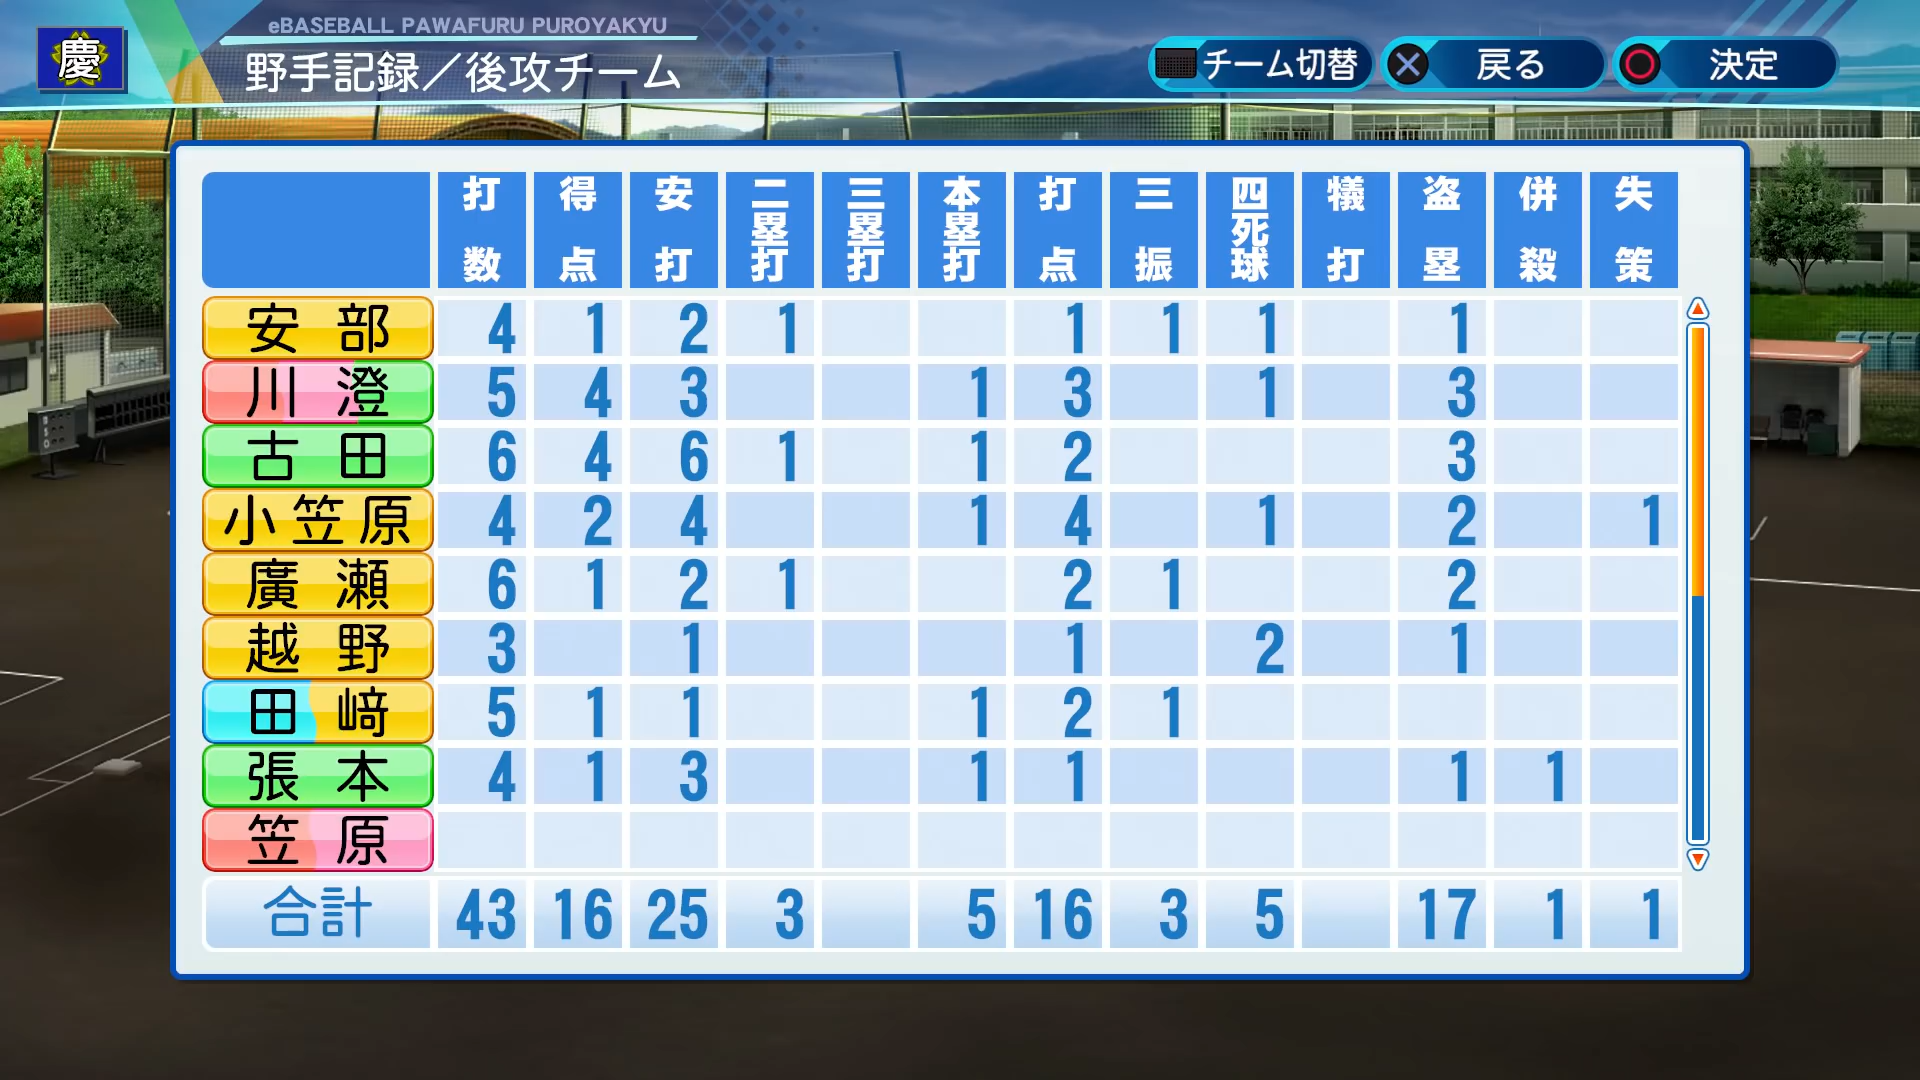 慶
eBASEBALL PAWAFURU PUROYAKYU
野手記録／後攻チーム
チーム切替 戻る 決定
打数 得点 安打 二塁打 三塁打 本塁打 打点 三振 四死球 犠打 盗塁 併殺 失策
安部 4 1 2 1 1 1 1 1
川澄 5 4 3 1 3 1 3
古田 6 4 6 1 1 2 3
小笠原 4 2 4 1 4 1 2 1
廣瀬 6 1 2 1 2 1 2
越野 3 1 1 2 1
田﨑 5 1 1 1 2 1
張本 4 1 3 1 1 1 1
笠原
合計 43 16 25 3 5 16 3 5 17 1 1